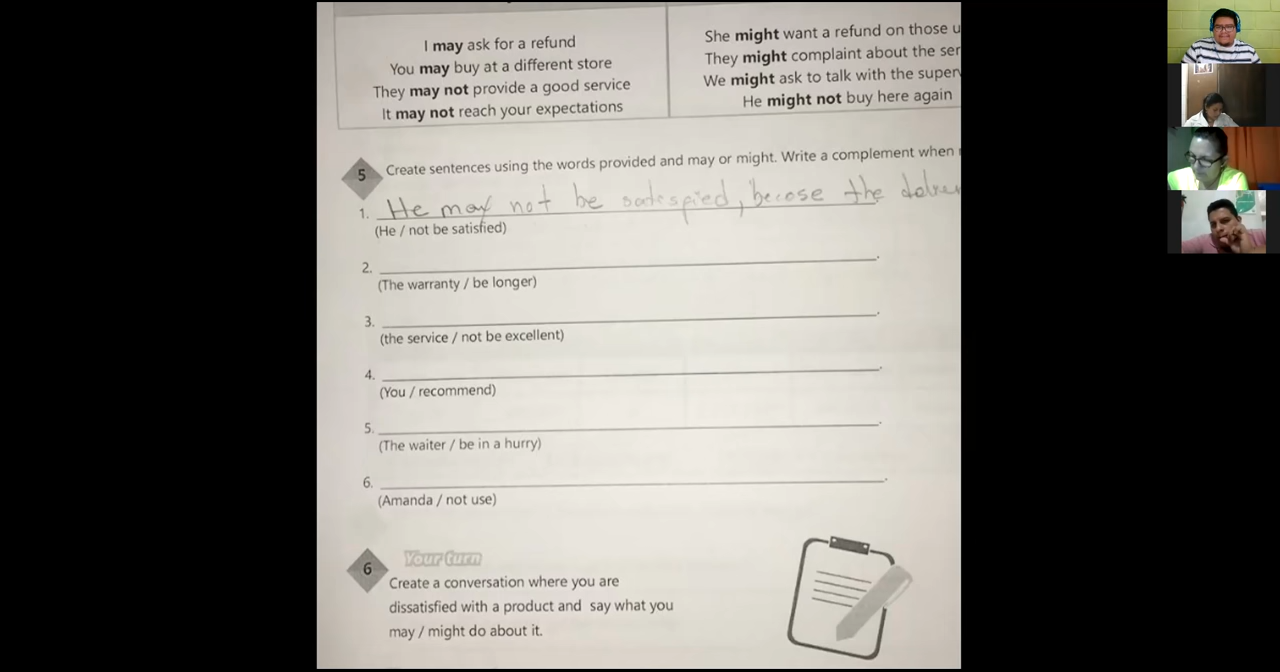 I may ask for a refund
You may buy at a different store
They may not provide a good service
It may not reach your expectations
She might want a refund on those
They might complaint about the
We might ask to talk with the
He might not buy here again
5
Create sentences using the words provided and may or might. Write a complement when
1. He may not be satispied, becose the
(He / not be satisfied)
2.
(The warranty / be longer)
3.
(the service / not be excellent)
4.
(You / recommend)
5.
(The waiter / be in a hurry)
6.
(Amanda / not use)
6
Your turn
Create a conversation where you are
dissatisfied with a product and say what you
may / might do about it.